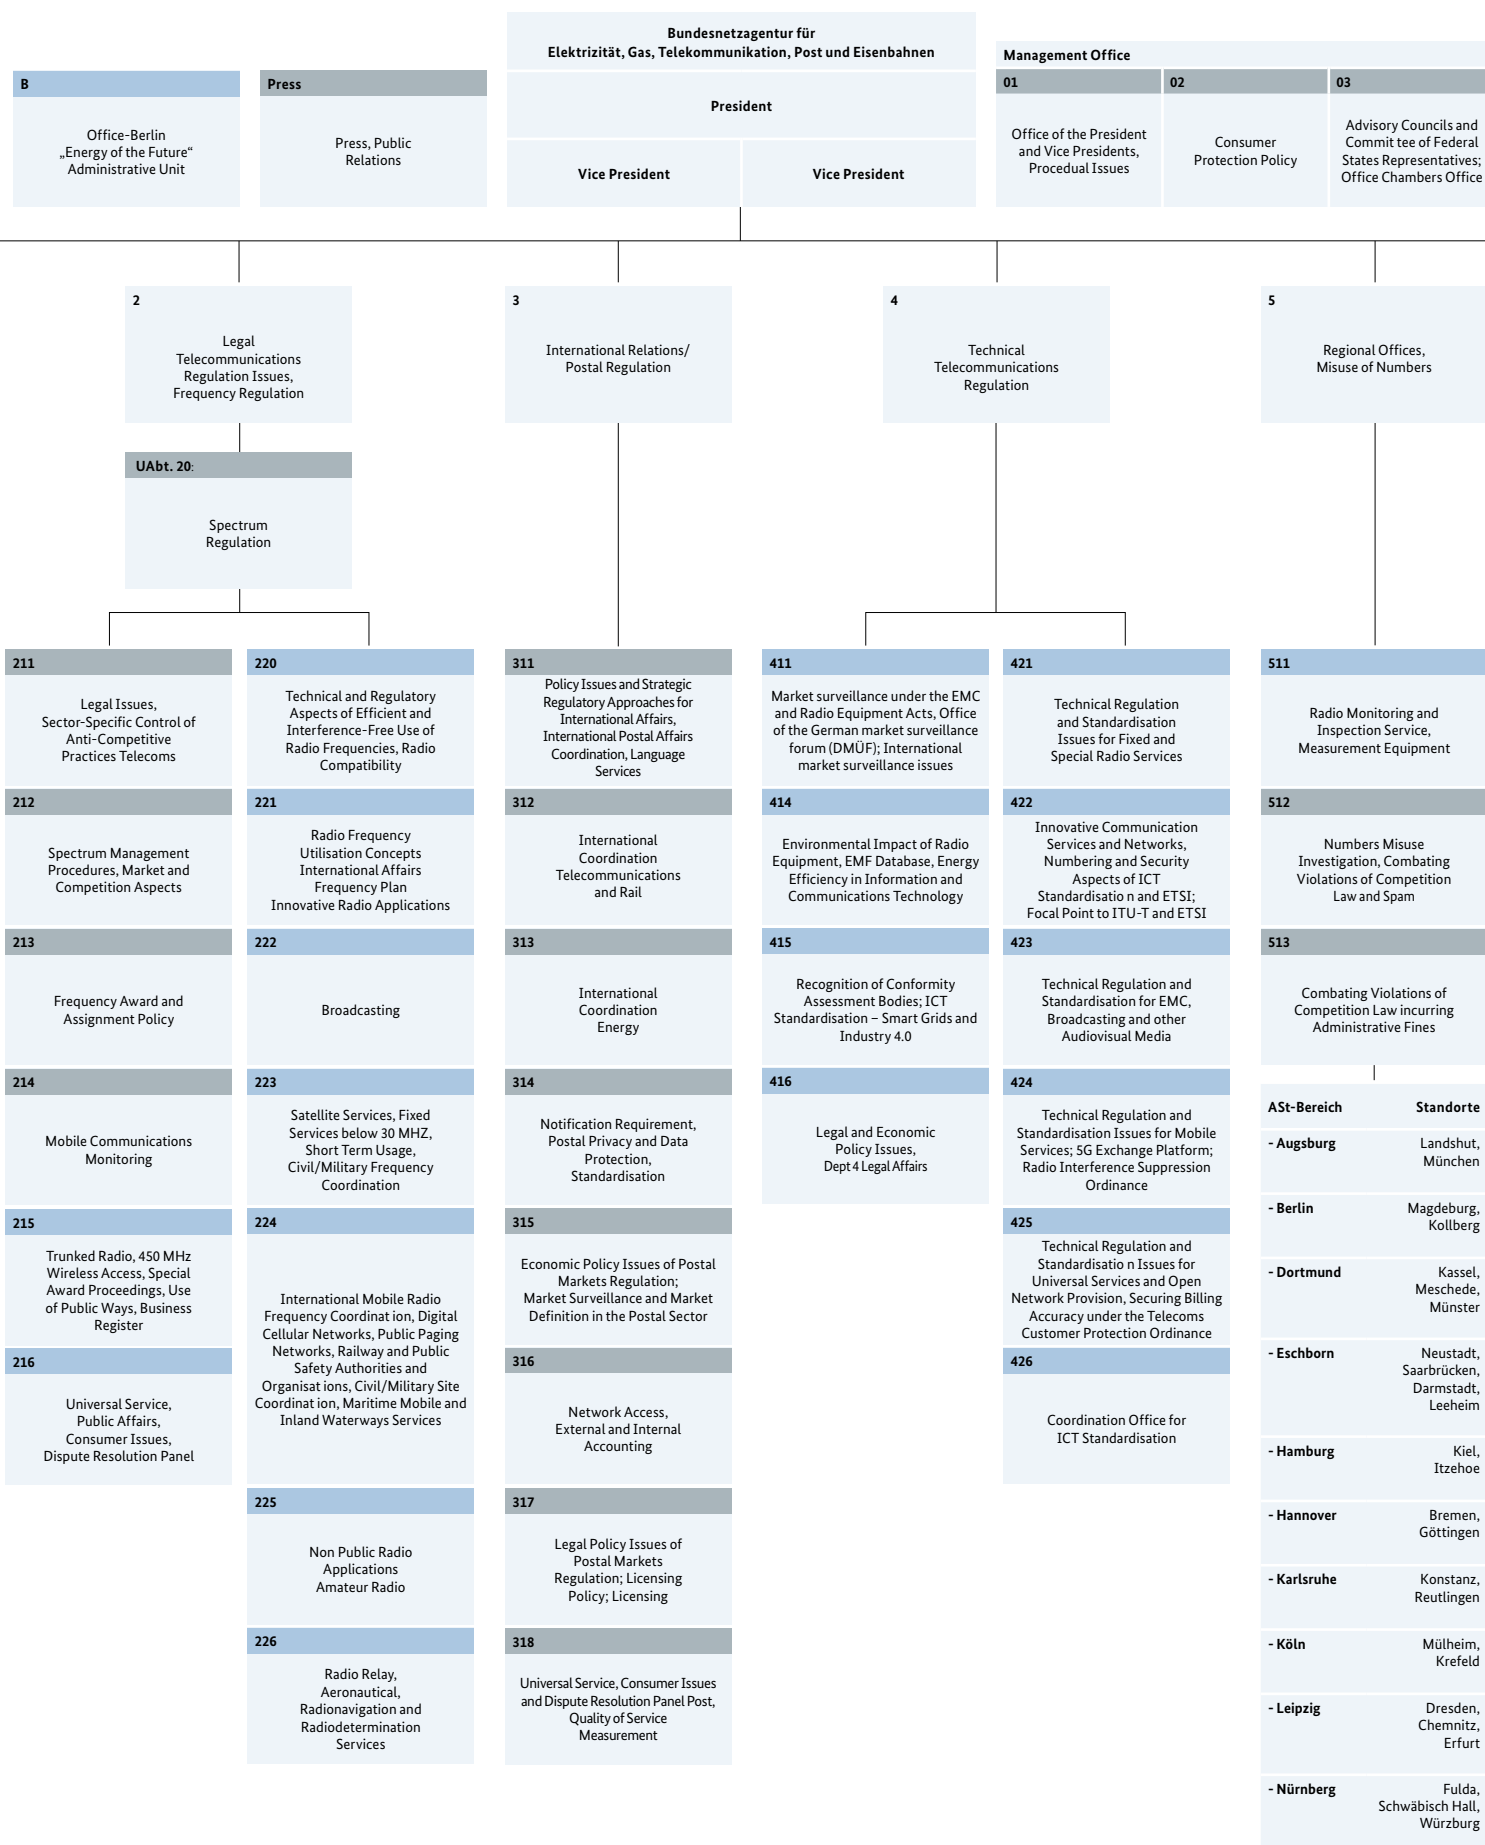 Bundesnetzagentur für
Elektrizität, Gas, Telekommunikation, Post und Eisenbahnen
President
Vice President
Vice President
B
Office-Berlin
„Energy of the Future“
Administrative Unit
Press
Press, Public
Relations
Management Office
01
Office of the President
and Vice Presidents,
Procedual Issues
02
Consumer
Protection Policy
03
Advisory Councils and
Commit tee of Federal
States Representatives;
Office Chambers Office
2
Legal
Telecommunications
Regulation Issues,
Frequency Regulation
UAbt. 20:
Spectrum
Regulation
3
International Relations/
Postal Regulation
4
Technical
Telecommunications
Regulation
5
Regional Offices,
Misuse of Numbers
211
Legal Issues,
Sector-Specific Control of
Anti-Competitive
Practices Telecoms
212
Spectrum Management
Procedures, Market and
Competition Aspects
213
Frequency Award and
Assignment Policy
214
Mobile Communications
Monitoring
215
Trunked Radio, 450 MHz
Wireless Access, Special
Award Proceedings, Use
of Public Ways, Business
Register
216
Universal Service,
Public Affairs,
Consumer Issues,
Dispute Resolution Panel
220
Technical and Regulatory
Aspects of Efficient and
Interference-Free Use of
Radio Frequencies, Radio
Compatibility
221
Radio Frequency
Utilisation Concepts
International Affairs
Frequency Plan
Innovative Radio Applications
222
Broadcasting
223
Satellite Services, Fixed
Services below 30 MHZ,
Short Term Usage,
Civil/Military Frequency
Coordination
224
International Mobile Radio
Frequency Coordinat ion, Digital
Cellular Networks, Public Paging
Networks, Railway and Public
Safety Authorities and
Organisat ions, Civil/Military Site
Coordinat ion, Maritime Mobile and
Inland Waterways Services
225
Non Public Radio
Applications
Amateur Radio
226
Radio Relay,
Aeronautical,
Radionavigation and
Radiodetermination
Services
311
Policy Issues and Strategic
Regulatory Approaches for
International Affairs,
International Postal Affairs
Coordination, Language
Services
312
International
Coordination
Telecommunications
and Rail
313
International
Coordination
Energy
314
Notification Requirement,
Postal Privacy and Data
Protection,
Standardisation
315
Economic Policy Issues of Postal
Markets Regulation;
Market Surveillance and Market
Definition in the Postal Sector
316
Network Access,
External and Internal
Accounting
317
Legal Policy Issues of
Postal Markets
Regulation; Licensing
Policy; Licensing
318
Universal Service, Consumer Issues
and Dispute Resolution Panel Post,
Quality of Service
Measurement
411
Market surveillance under the EMC
and Radio Equipment Acts, Office
of the German market surveillance
forum (DMÜF); International
market surveillance issues
414
Environmental Impact of Radio
Equipment, EMF Database, Energy
Efficiency in Information and
Communications Technology
415
Recognition of Conformity
Assessment Bodies; ICT
Standardisation – Smart Grids and
Industry 4.0
416
Legal and Economic
Policy Issues,
Dept 4 Legal Affairs
421
Technical Regulation
and Standardisation
Issues for Fixed and
Special Radio Services
422
Innovative Communication
Services and Networks,
Numbering and Security
Aspects of ICT
Standardisatio n and ETSI;
Focal Point to ITU-T and ETSI
423
Technical Regulation and
Standardisation for EMC,
Broadcasting and other
Audiovisual Media
424
Technical Regulation and
Standardisation Issues for Mobile
Services; 5G Exchange Platform;
Radio Interference Suppression
Ordinance
425
Technical Regulation and
Standardisatio n Issues for
Universal Services and Open
Network Provision, Securing Billing
Accuracy under the Telecoms
Customer Protection Ordinance
426
Coordination Office for
ICT Standardisation
511
Radio Monitoring and
Inspection Service,
Measurement Equipment
512
Numbers Misuse
Investigation, Combating
Violations of Competition
Law and Spam
513
Combating Violations of
Competition Law incurring
Administrative Fines
ASt-Bereich Standorte
- Augsburg Landshut,
München
- Berlin Magdeburg,
Kollberg
- Dortmund Kassel,
Meschede,
Münster
- Eschborn Neustadt,
Saarbrücken,
Darmstadt,
Leeheim
- Hamburg Kiel,
Itzehoe
- Hannover Bremen,
Göttingen
- Karlsruhe Konstanz,
Reutlingen
- Köln Mülheim,
Krefeld
- Leipzig Dresden,
Chemnitz,
Erfurt
- Nürnberg Fulda,
Schwäbisch Hall,
Würzburg